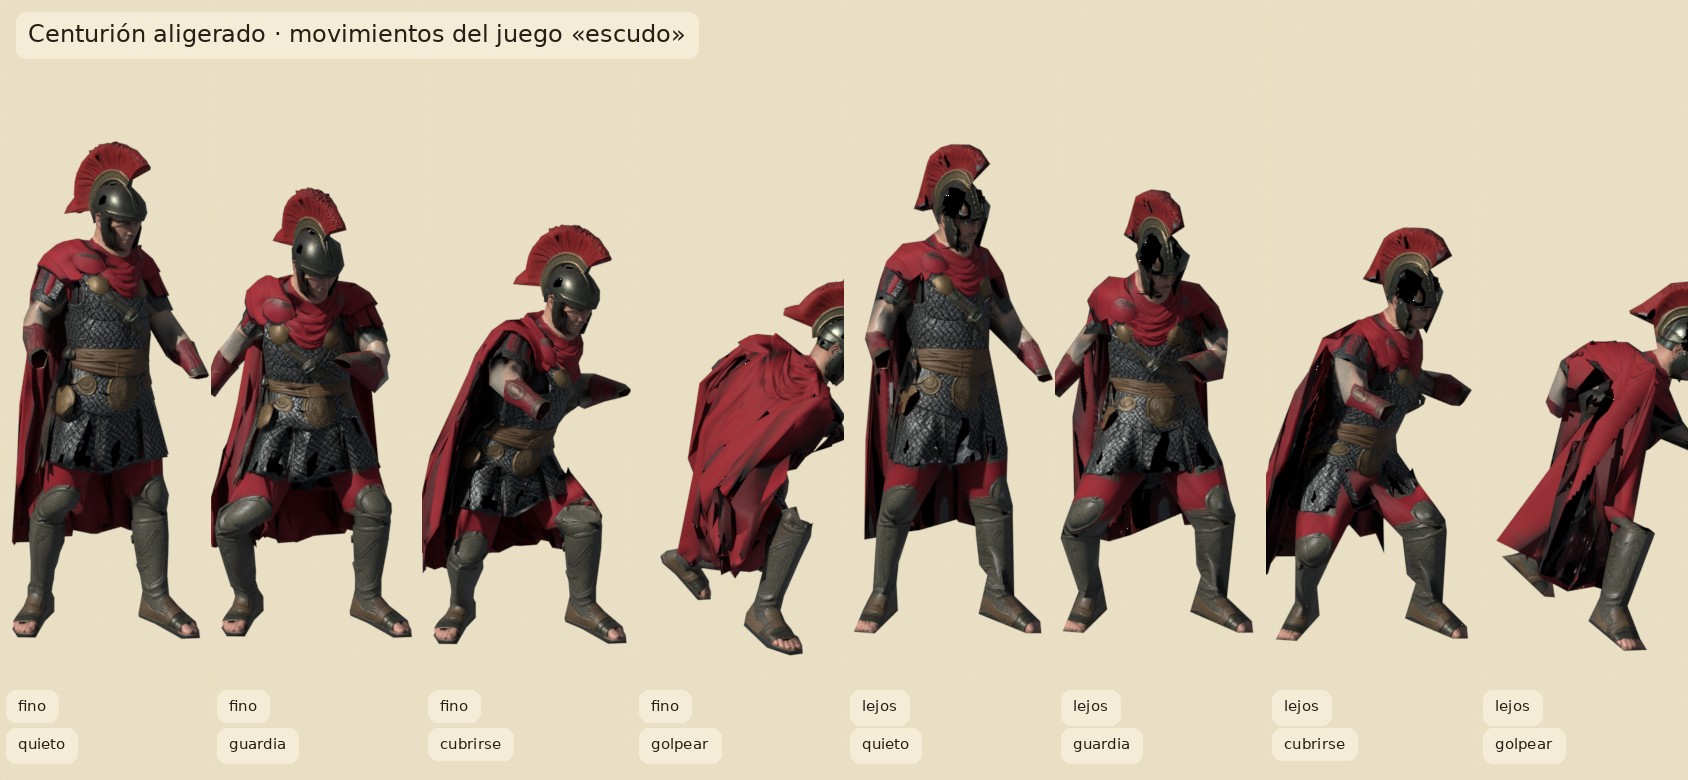 Centurión aligerado · movimientos del juego «escudo»
fino
quieto
fino
guardia
fino
cubrirse
fino
golpear
lejos
quieto
lejos
guardia
lejos
cubrirse
lejos
golpear